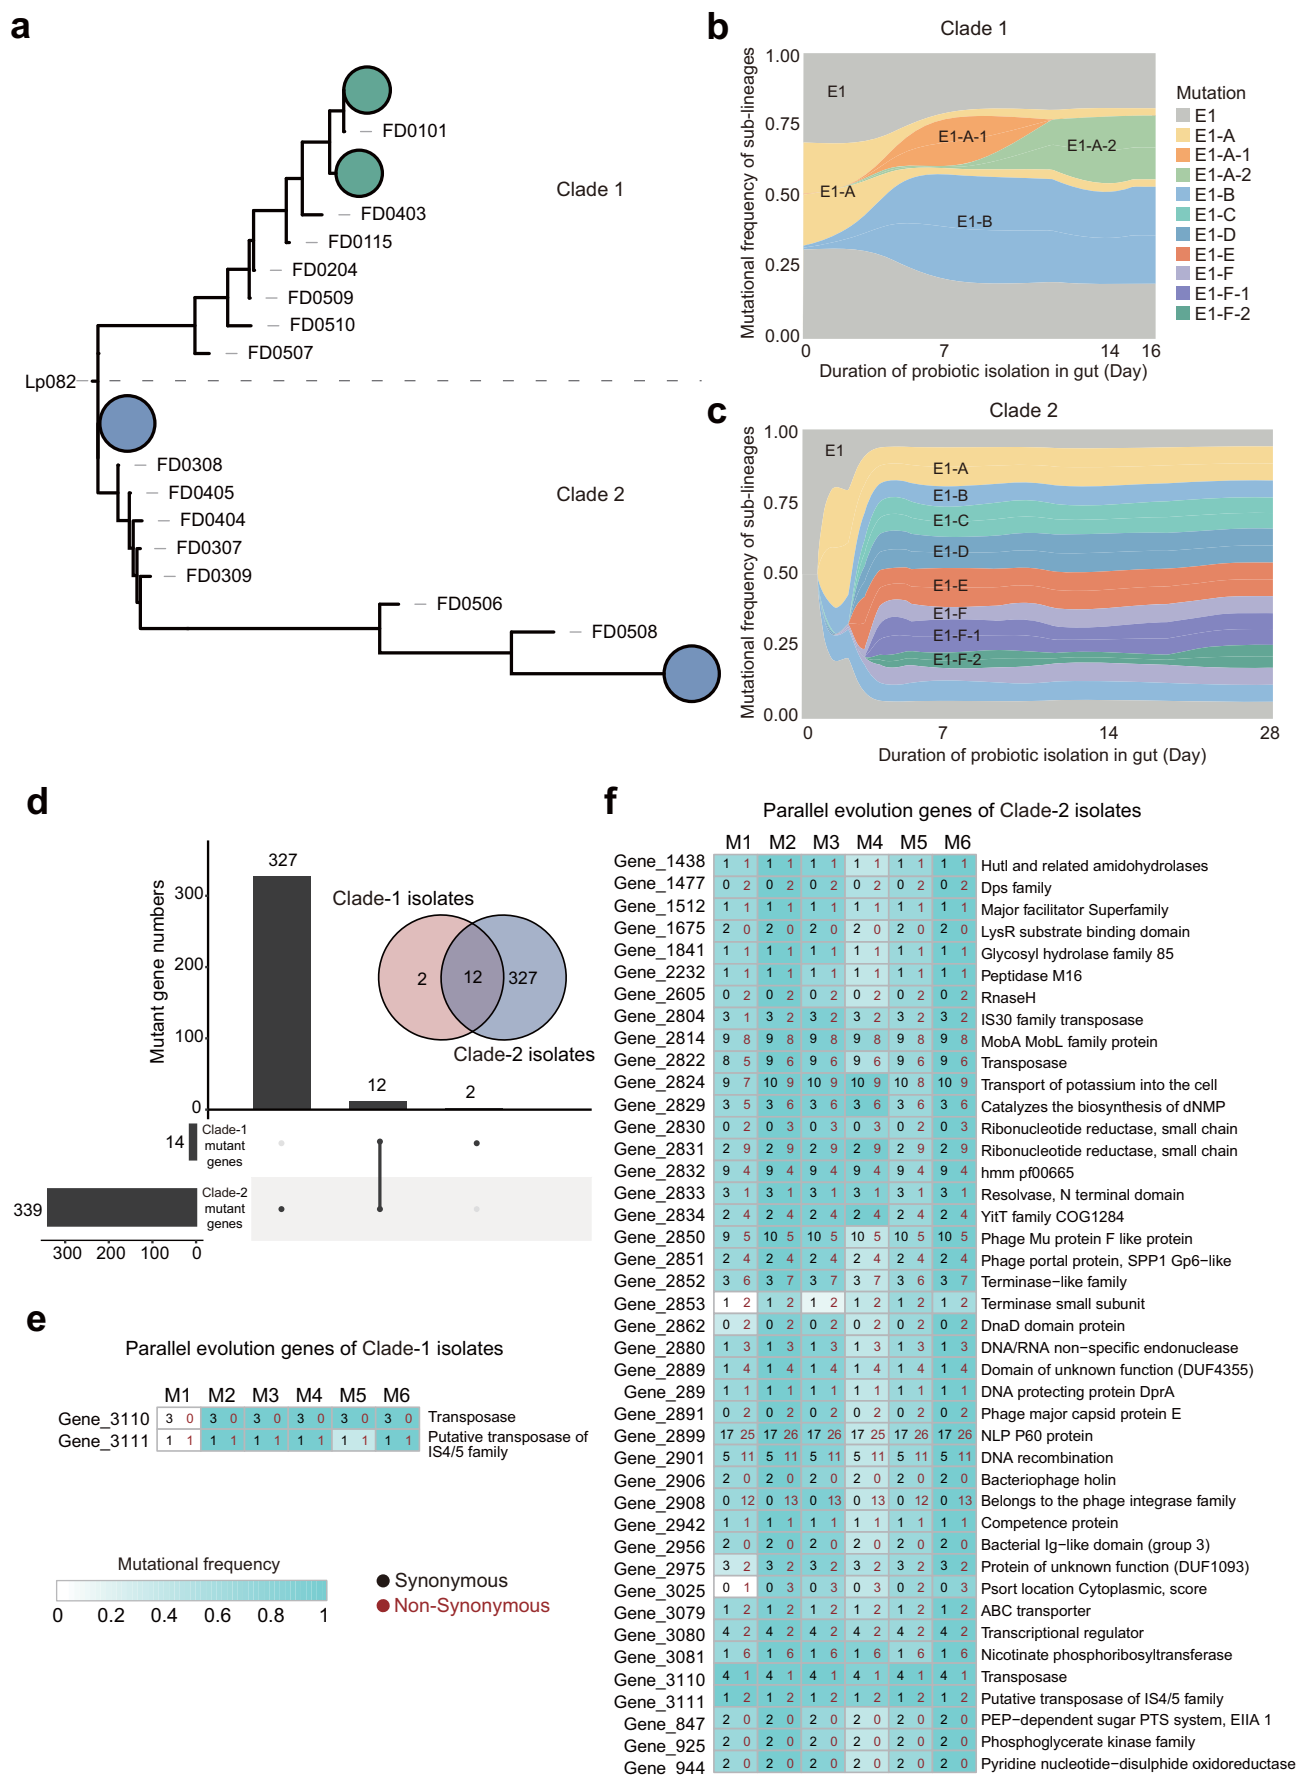 a
FD0101
Clade 1
FD0403
FD0115
FD0204
FD0509
FD0510
FD0507
Lp082
FD0308
FD0405
Clade 2
FD0404
FD0307
FD0309
FD0506
FD0508
b
Clade 1
Mutational frequency of sub-lineages
1.00
0.75
0.50
0.25
0.00
E1
E1-A-1
E1-A-2
E1-A
E1-B
0 7 14 16
Duration of probiotic isolation in gut (Day)
Mutation
E1
E1-A
E1-A-1
E1-A-2
E1-B
E1-C
E1-D
E1-E
E1-F
E1-F-1
E1-F-2
c
Clade 2
Mutational frequency of sub-lineages
1.00
0.75
0.50
0.25
0.00
E1
E1-A
E1-B
E1-C
E1-D
E1-E
E1-F
E1-F-1
E1-F-2
0 7 14 28
Duration of probiotic isolation in gut (Day)
d
Mutant gene numbers
300
200
100
0
327
12
2
Clade-1 isolates
2 12 327
Clade-2 isolates
14
Clade-1
mutant
genes
339
Clade-2
mutant
genes
300 200 100 0
e
Parallel evolution genes of Clade-1 isolates
M1 M2 M3 M4 M5 M6
Gene_3110 3 0 3 0 3 0 3 0 3 0 3 0 Transposase
Gene_3111 1 1 1 1 1 1 1 1 1 1 1 1 Putative transposase of
IS4/5 family
Mutational frequency
0 0.2 0.4 0.6 0.8 1
Synonymous
Non-Synonymous
f
Parallel evolution genes of Clade-2 isolates
M1 M2 M3 M4 M5 M6
Gene_1438 1 1 1 1 1 1 1 1 1 1 1 1 Hutl and related amidohydrolases
Gene_1477 0 2 0 2 0 2 0 2 0 2 0 2 Dps family
Gene_1512 1 1 1 1 1 1 1 1 1 1 1 1 Major facilitator Superfamily
Gene_1675 2 0 2 0 2 0 2 0 2 0 2 0 LysR substrate binding domain
Gene_1841 1 1 1 1 1 1 1 1 1 1 1 1 Glycosyl hydrolase family 85
Gene_2232 1 1 1 1 1 1 1 1 1 1 1 1 Peptidase M16
Gene_2605 0 2 0 2 0 2 0 2 0 2 0 2 RnaseH
Gene_2804 3 1 3 2 3 2 3 2 3 2 3 2 IS30 family transposase
Gene_2814 9 8 9 8 9 8 9 8 9 8 9 8 MobA MobL family protein
Gene_2822 8 5 9 6 9 6 9 6 9 6 9 6 Transposase
Gene_2824 9 7 10 9 10 9 10 9 10 8 10 9 Transport of potassium into the cell
Gene_2829 3 5 3 6 3 6 3 6 3 6 3 6 Catalyzes the biosynthesis of dNMP
Gene_2830 0 2 0 3 0 3 0 3 0 2 0 3 Ribonucleotide reductase, small chain
Gene_2831 2 9 2 9 2 9 2 9 2 9 2 9 Ribonucleotide reductase, small chain
Gene_2832 9 4 9 4 9 4 9 4 9 4 9 4 hmm pf00665
Gene_2833 3 1 3 1 3 1 3 1 3 1 3 1 Resolvase, N terminal domain
Gene_2834 2 4 2 4 2 4 2 4 2 4 2 4 YitT family COG1284
Gene_2850 9 5 10 5 10 5 10 5 10 5 10 5 Phage Mu protein F like protein
Gene_2851 2 4 2 4 2 4 2 4 2 4 2 4 Phage portal protein, SPP1 Gp6−like
Gene_2852 3 6 3 7 3 7 3 7 3 6 3 7 Terminase−like family
Gene_2853 1 2 1 2 1 2 1 2 1 2 1 2 Terminase small subunit
Gene_2862 0 2 0 2 0 2 0 2 0 2 0 2 DnaD domain protein
Gene_2880 1 3 1 3 1 3 1 3 1 3 1 3 DNA/RNA non−specific endonuclease
Gene_2889 1 4 1 4 1 4 1 4 1 4 1 4 Domain of unknown function (DUF4355)
Gene_289 1 1 1 1 1 1 1 1 1 1 1 1 DNA protecting protein DprA
Gene_2891 0 2 0 2 0 2 0 2 0 2 0 2 Phage major capsid protein E
Gene_2899 17 25 17 26 17 26 17 25 17 26 17 26 NLP P60 protein
Gene_2901 5 11 5 11 5 11 5 11 5 11 5 11 DNA recombination
Gene_2906 2 0 2 0 2 0 2 0 2 0 2 0 Bacteriophage holin
Gene_2908 0 12 0 13 0 13 0 13 0 12 0 13 Belongs to the phage integrase family
Gene_2942 1 1 1 1 1 1 1 1 1 1 1 1 Competence protein
Gene_2956 2 0 2 0 2 0 2 0 2 0 2 0 Bacterial Ig−like domain (group 3)
Gene_2975 3 2 3 2 3 2 3 2 3 2 3 2 Protein of unknown function (DUF1093)
Gene_3025 0 1 0 3 0 3 0 3 0 2 0 3 Psort location Cytoplasmic, score
Gene_3079 1 2 1 2 1 2 1 2 1 2 1 2 ABC transporter
Gene_3080 4 2 4 2 4 2 4 2 4 2 4 2 Transcriptional regulator
Gene_3081 1 6 1 6 1 6 1 6 1 6 1 6 Nicotinate phosphoribosyltransferase
Gene_3110 4 1 4 1 4 1 4 1 4 1 4 1 Transposase
Gene_3111 1 2 1 2 1 2 1 2 1 2 1 2 Putative transposase of IS4/5 family
Gene_847 2 0 2 0 2 0 2 0 2 0 2 0 PEP−dependent sugar PTS system, EIIA 1
Gene_925 2 0 2 0 2 0 2 0 2 0 2 0 Phosphoglycerate kinase family
Gene_944 2 0 2 0 2 0 2 0 2 0 2 0 Pyridine nucleotide−disulphide oxidoreductase